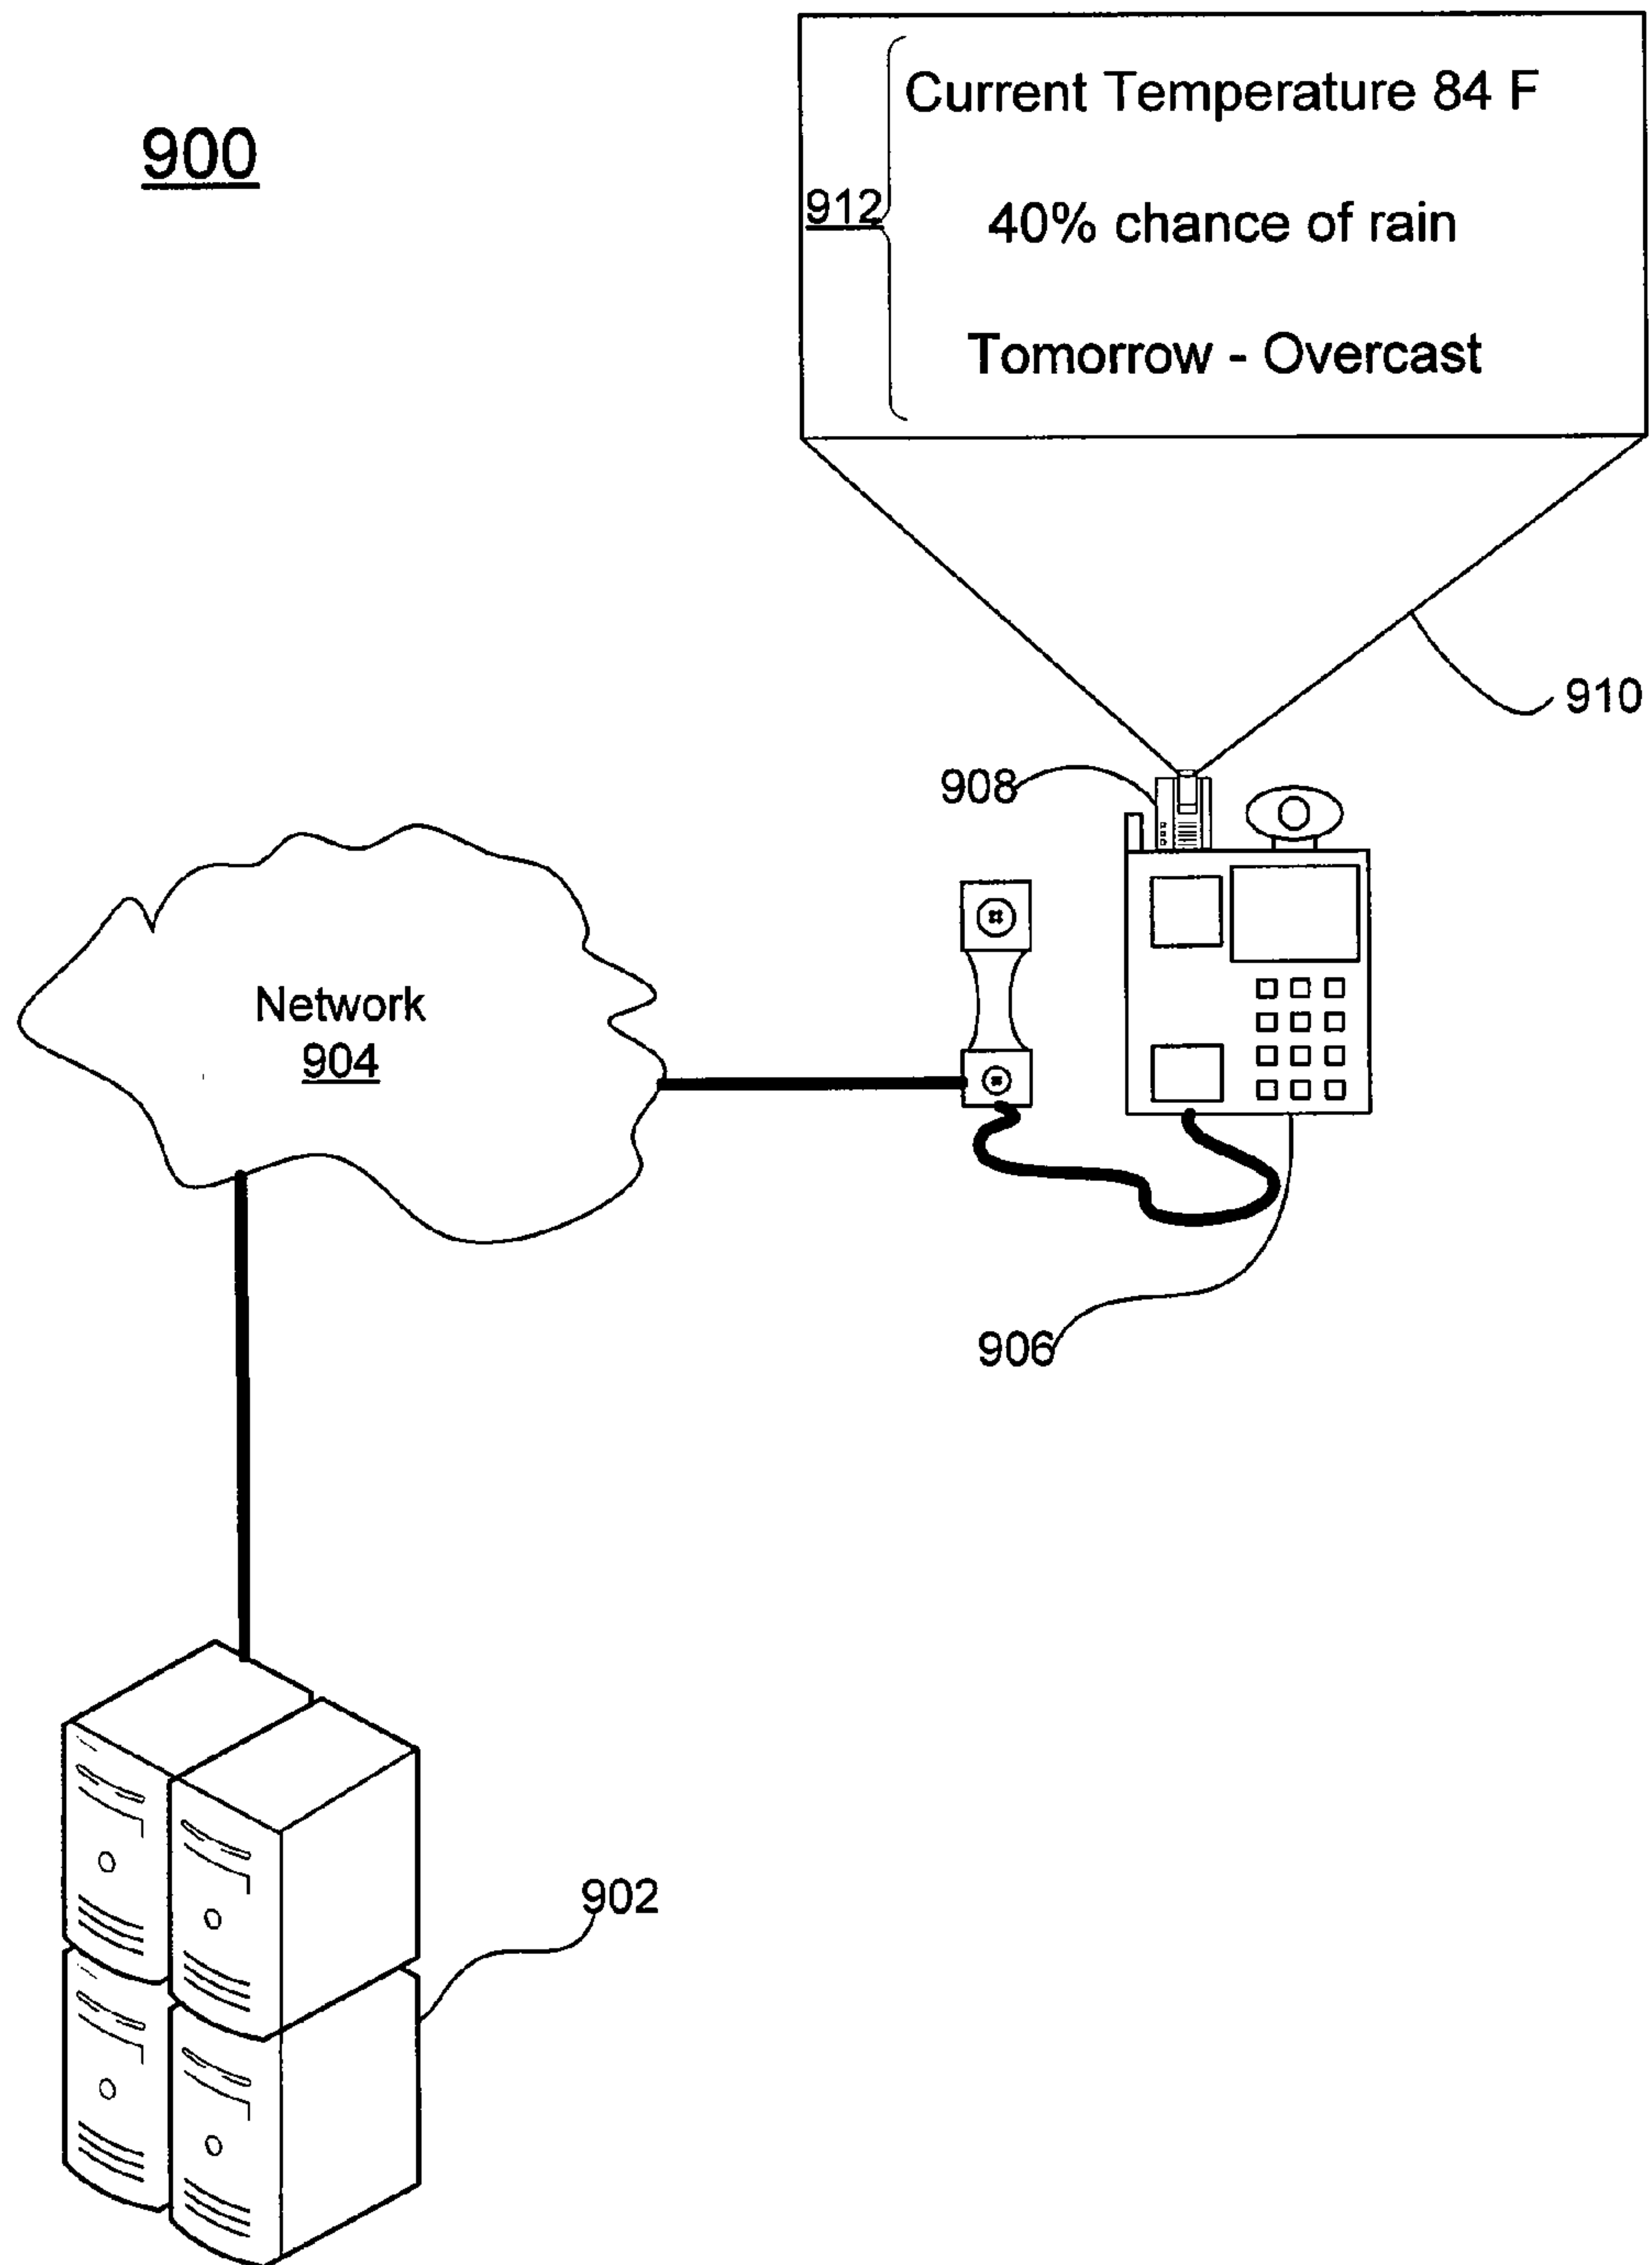 900
912
Current Temperature 84 F
40% chance of rain
Tomorrow - Overcast
910
908
Network
904
906
902